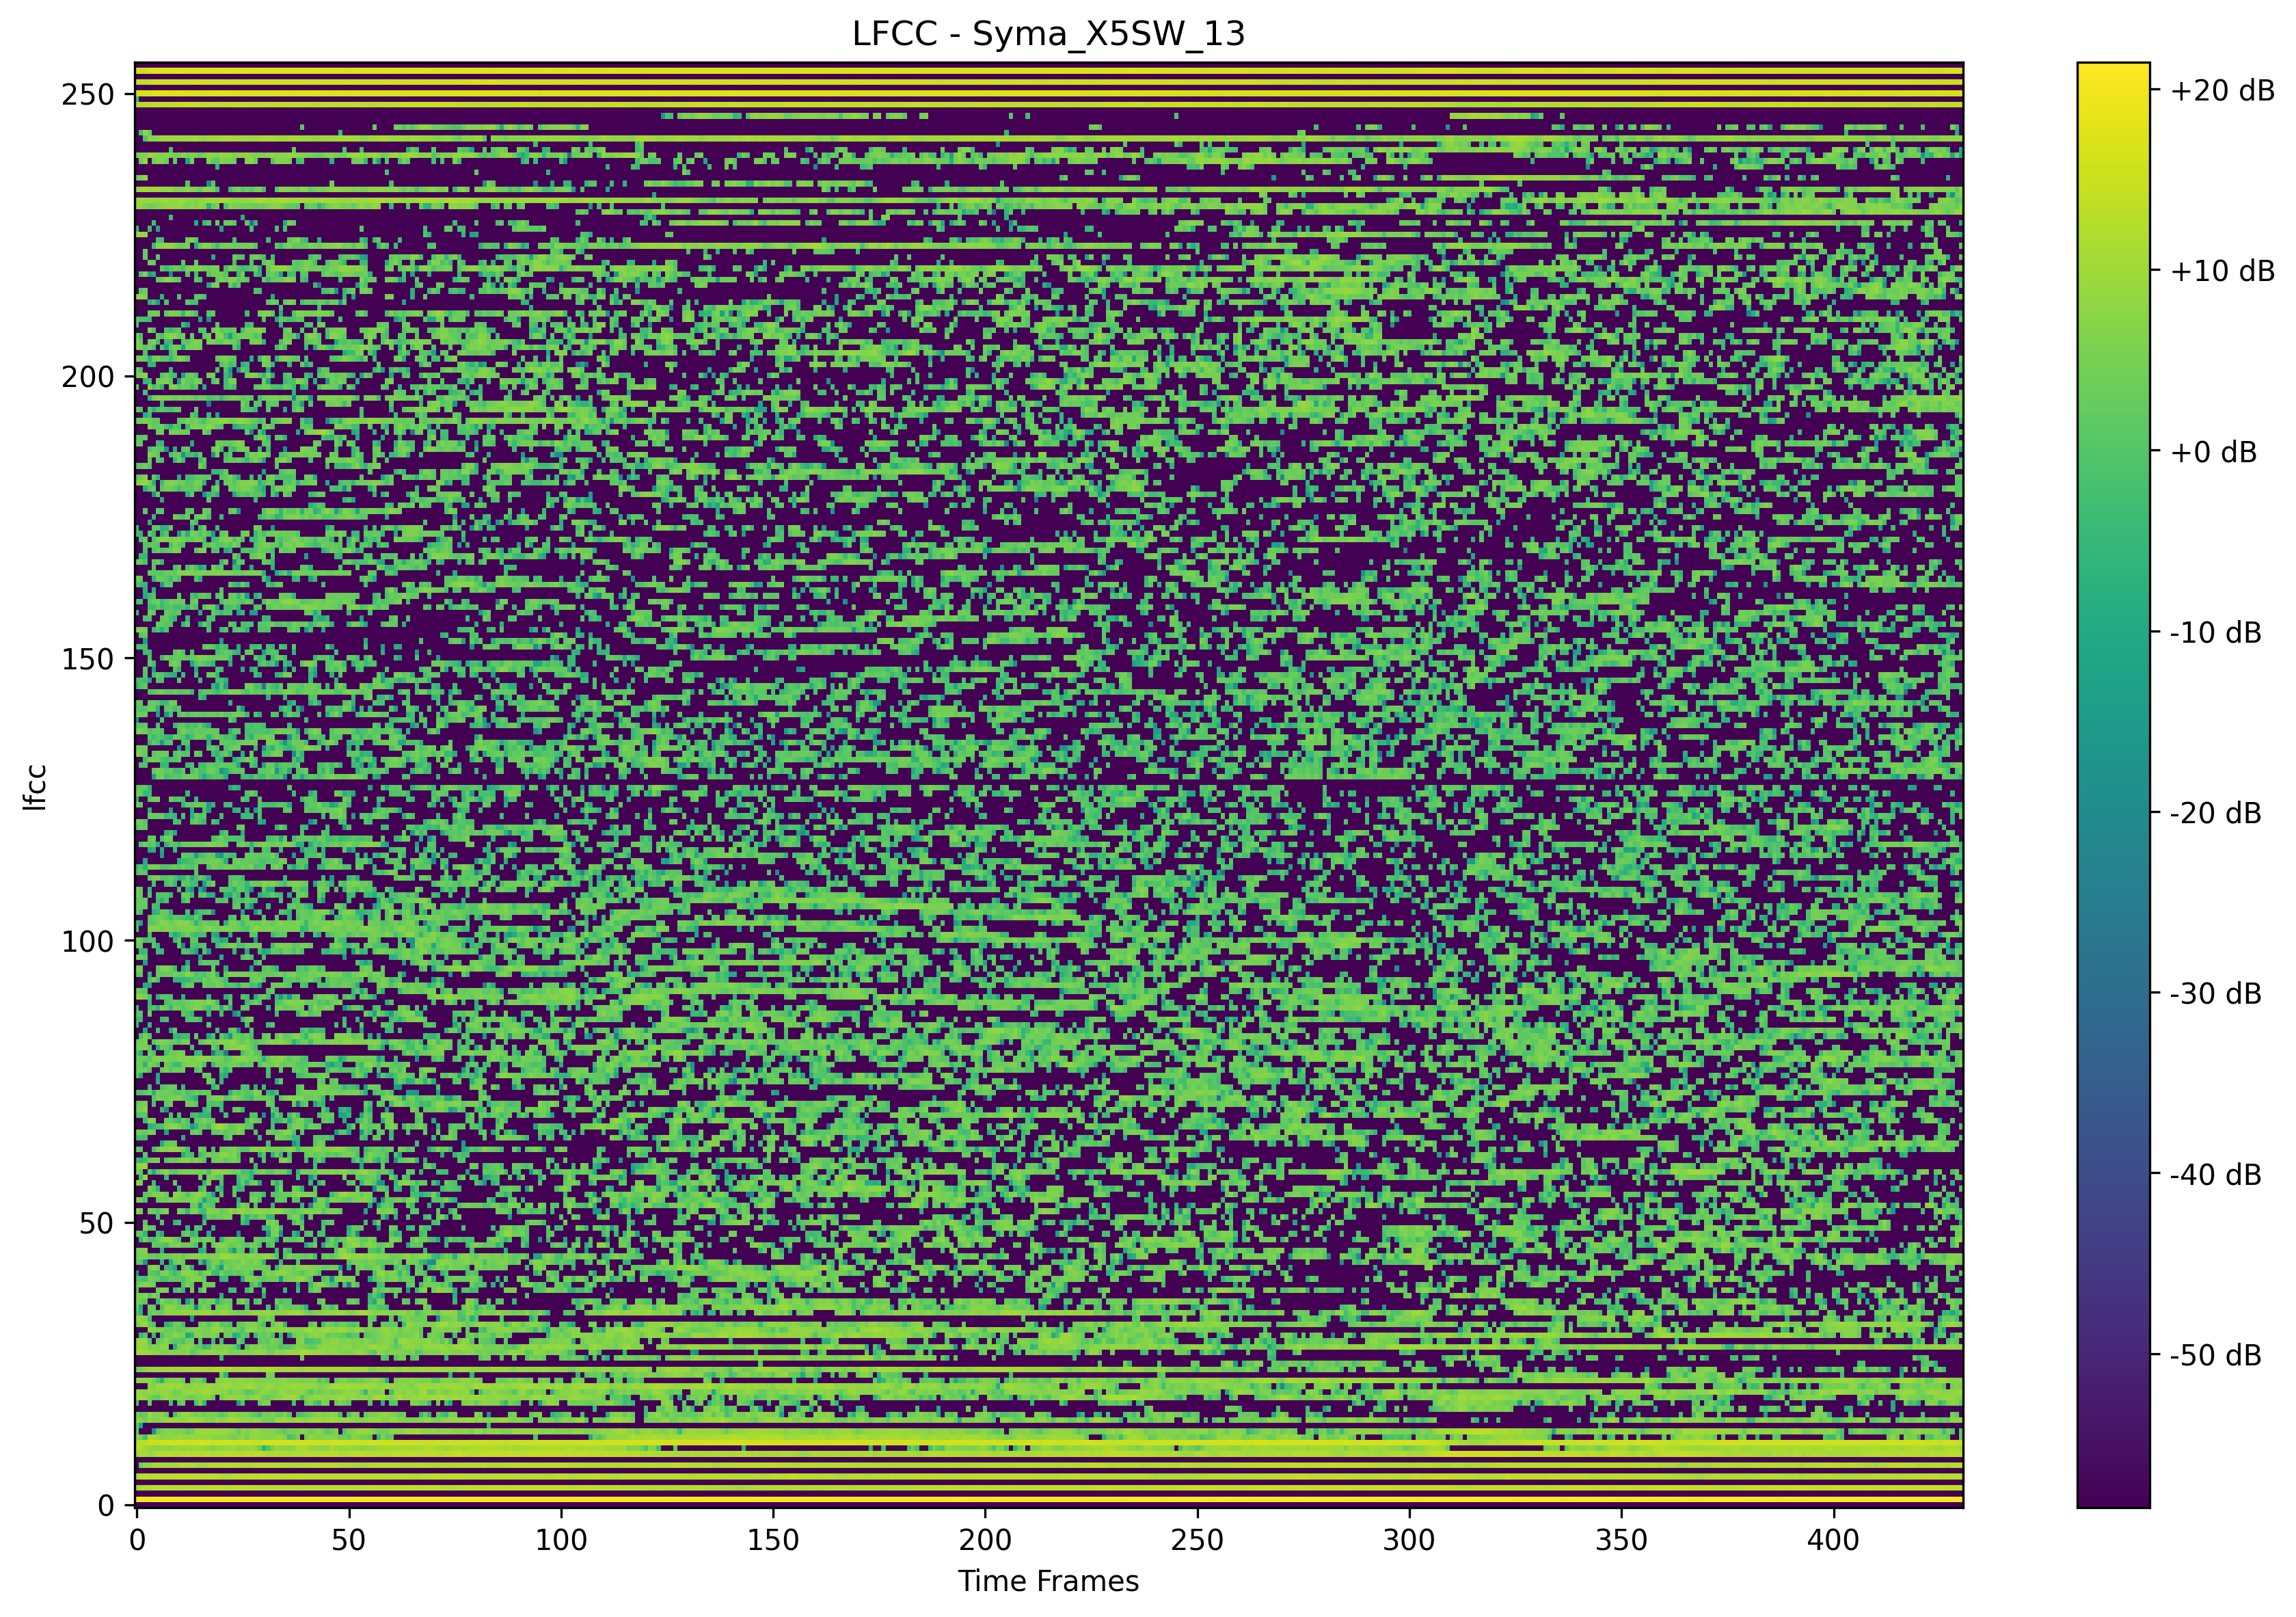 LFCC - Syma_X5SW_13
250
200
150
100
50
0
lfcc
0 50 100 150 200 250 300 350 400
Time Frames
+20 dB
+10 dB
+0 dB
-10 dB
-20 dB
-30 dB
-40 dB
-50 dB